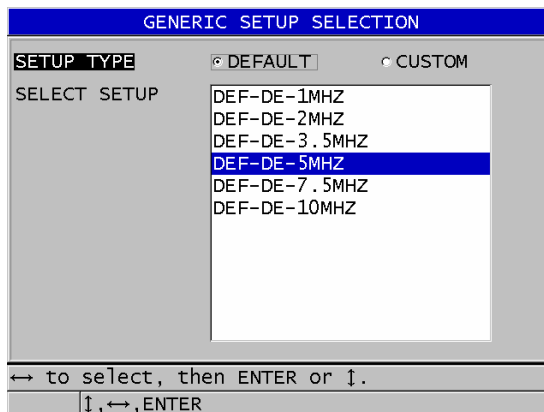 GENERIC SETUP SELECTION
SETUP TYPE DEFAULT CUSTOM
SELECT SETUP
DEF-DE-1MHZ
DEF-DE-2MHZ
DEF-DE-3.5MHZ
DEF-DE-5MHZ
DEF-DE-7.5MHZ
DEF-DE-10MHZ
↔ to select, then ENTER or ↕.
↕,↔,ENTER